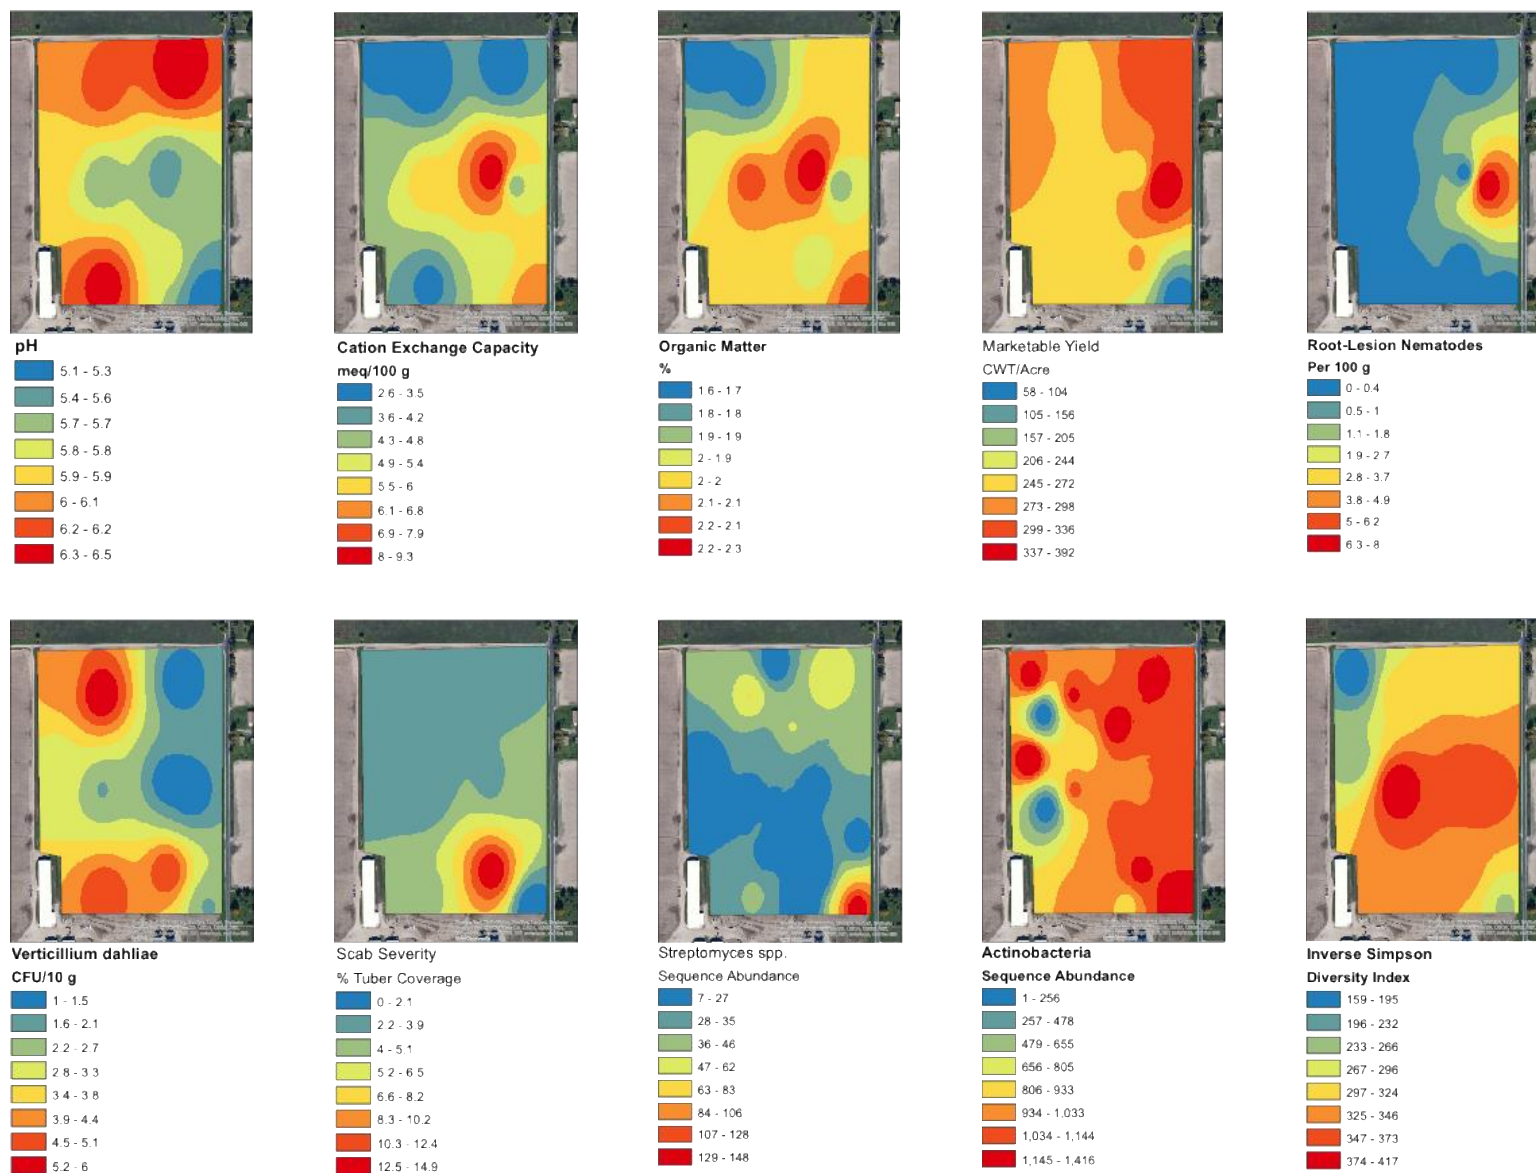 pH
5.1 - 5.3
5.4 - 5.6
5.7 - 5.7
5.8 - 5.8
5.9 - 5.9
6 - 6.1
6.2 - 6.2
6.3 - 6.5
Cation Exchange Capacity
meq/100 g
2.6 - 3.5
3.6 - 4.2
4.3 - 4.8
4.9 - 5.4
5.5 - 6
6.1 - 6.8
6.9 - 7.9
8 - 9.3
Organic Matter
%
1.6 - 1.7
1.8 - 1.8
1.9 - 1.9
2 - 1.9
2 - 2
2.1 - 2.1
2.2 - 2.1
2.2 - 2.3
Marketable Yield
CWT/Acre
58 - 104
105 - 156
157 - 205
206 - 244
245 - 272
273 - 298
299 - 336
337 - 392
Root-Lesion Nematodes
Per 100 g
0 - 0.4
0.5 - 1
1.1 - 1.8
1.9 - 2.7
2.8 - 3.7
3.8 - 4.9
5 - 6.2
6.3 - 8
Verticillium dahliae
CFU/10 g
1 - 1.5
1.6 - 2.1
2.2 - 2.7
2.8 - 3.3
3.4 - 3.8
3.9 - 4.4
4.5 - 5.1
5.2 - 6
Scab Severity
% Tuber Coverage
0 - 2.1
2.2 - 3.9
4 - 5.1
5.2 - 6.5
6.6 - 8.2
8.3 - 10.2
10.3 - 12.4
12.5 - 14.9
Streptomyces spp.
Sequence Abundance
7 - 27
28 - 35
36 - 46
47 - 62
63 - 83
84 - 106
107 - 128
129 - 148
Actinobacteria
Sequence Abundance
1 - 256
257 - 478
479 - 655
656 - 805
806 - 933
934 - 1,033
1,034 - 1,144
1,145 - 1,416
Inverse Simpson
Diversity Index
159 - 195
196 - 232
233 - 266
267 - 296
297 - 324
325 - 346
347 - 373
374 - 417